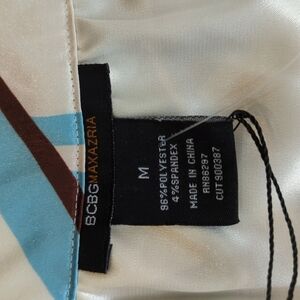 BCBGMAXAZRIA
M
96%POLYESTER
4%SPANDEX
MADE IN CHINA
RN86297
CUT900387